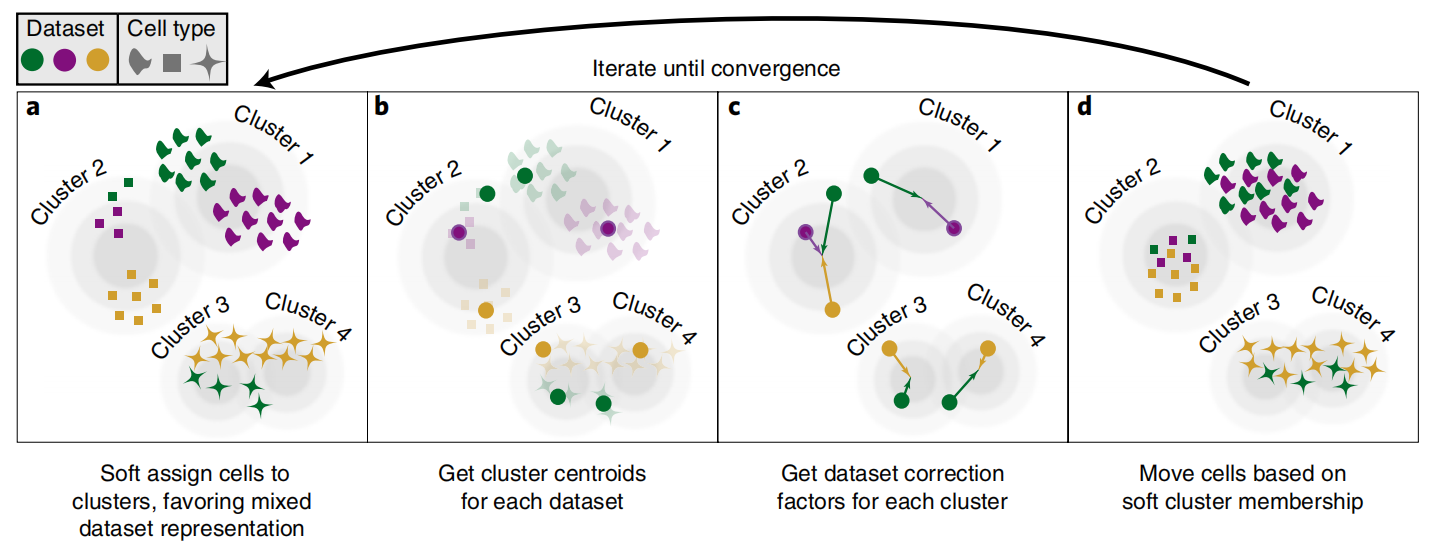 Dataset
Cell type
Iterate until convergence
a
Cluster 1
Cluster 2
Cluster 3
Cluster 4
b
Cluster 1
Cluster 2
Cluster 3
Cluster 4
c
Cluster 1
Cluster 2
Cluster 3
Cluster 4
d
Cluster 1
Cluster 2
Cluster 3
Cluster 4
Soft assign cells to
clusters, favoring mixed
dataset representation
Get cluster centroids
for each dataset
Get dataset correction
factors for each cluster
Move cells based on
soft cluster membership